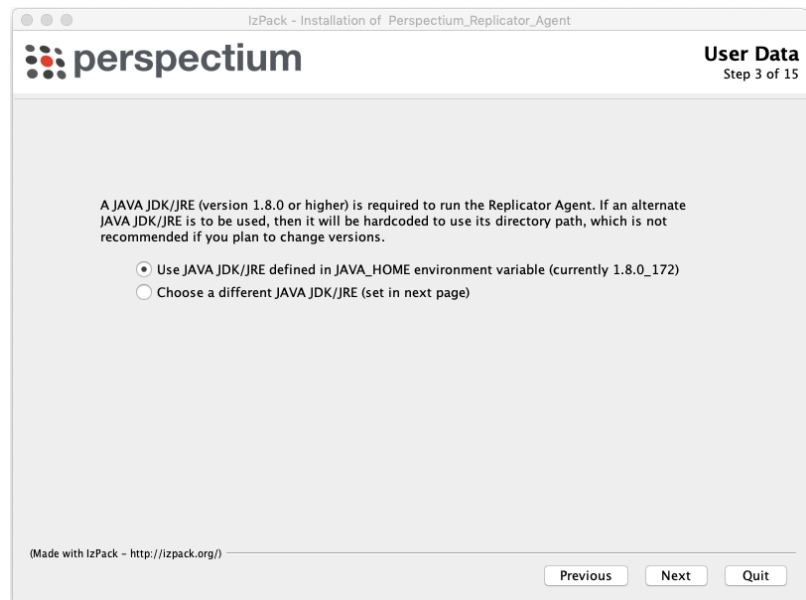 IzPack - Installation of Perspectium_Replicator_Agent
perspectium
User Data
Step 3 of 15
A JAVA JDK/JRE (version 1.8.0 or higher) is required to run the Replicator Agent. If an alternate
JAVA JDK/JRE is to be used, then it will be hardcoded to use its directory path, which is not
recommended if you plan to change versions.
Use JAVA JDK/JRE defined in JAVA_HOME environment variable (currently 1.8.0_172)
Choose a different JAVA JDK/JRE (set in next page)
(Made with IzPack - http://izpack.org/)
Previous Next Quit